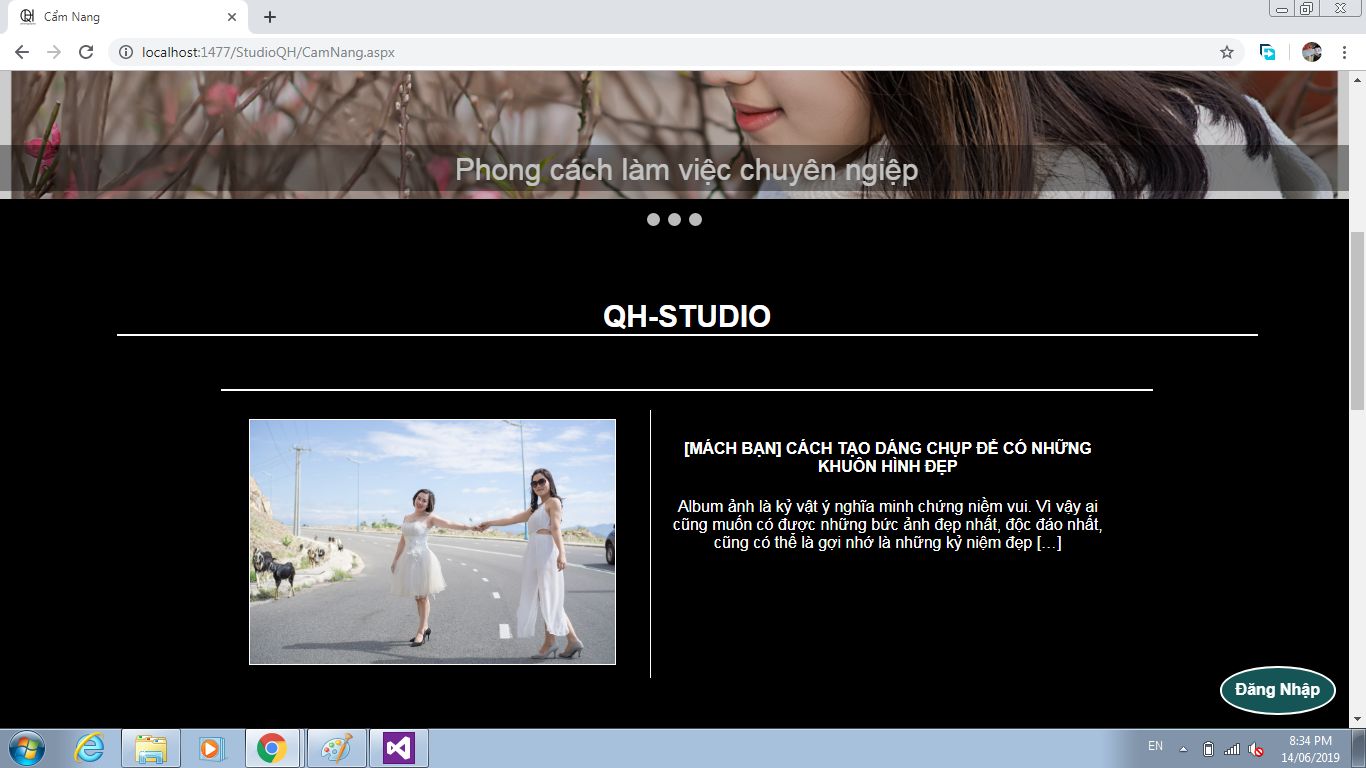 Cẩm Nang
localhost:1477/StudioQH/CamNang.aspx
Phong cách làm việc chuyên ngiệp
QH-STUDIO
[MÁCH BẠN] CÁCH TẠO DÁNG CHỤP ĐỂ CÓ NHỮNG
KHUÔN HÌNH ĐẸP
Album ảnh là kỷ vật ý nghĩa minh chứng niềm vui. Vì vậy ai
cũng muốn có được những bức ảnh đẹp nhất, độc đáo nhất,
cũng có thể là gợi nhớ là những kỷ niệm đẹp [...]
Đăng Nhập
EN
8:34 PM
14/06/2019